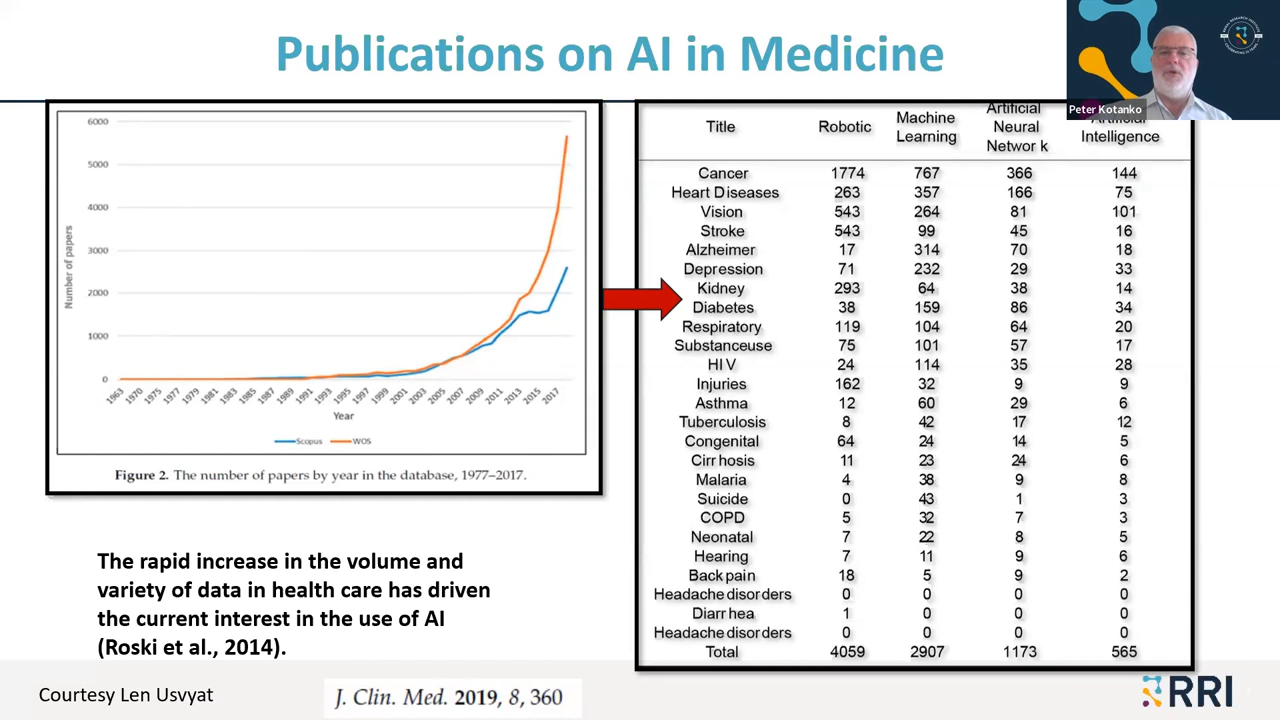 Publications on AI in Medicine
Peter Kotanko
6000
5000
4000
3000
2000
1000
0
Number of papers
1963 1970 1975 1977 1979 1981 1983 1985 1987 1989 1991 1993 1995 1997 1999 2001 2003 2005 2007 2009 2011 2013 2015 2017
Year
Scopus WOS
Figure 2. The number of papers by year in the database, 1977–2017.
The rapid increase in the volume and
variety of data in health care has driven
the current interest in the use of AI
(Roski et al., 2014).
Title Robotic Machine Learning Artificial Neural Networ k Artificial Intelligence
Cancer 1774 767 366 144
Heart Diseases 263 357 166 75
Vision 543 264 81 101
Stroke 543 99 45 16
Alzheimer 17 314 70 18
Depression 71 232 29 33
Kidney 293 64 38 14
Diabetes 38 159 86 34
Respiratory 119 104 64 20
Substanceuse 75 101 57 17
HIV 24 114 35 28
Injuries 162 32 9 9
Asthma 12 60 29 6
Tuberculosis 8 42 17 12
Congenital 64 24 14 5
Cirr hosis 11 23 24 6
Malaria 4 38 9 8
Suicide 0 43 1 3
COPD 5 32 7 3
Neonatal 7 22 8 5
Hearing 7 11 9 6
Back pain 18 5 9 2
Headache disorders 0 0 0 0
Diarr hea 1 0 0 0
Headache disorders 0 0 0 0
Total 4059 2907 1173 565
Courtesy Len Usvyat
J. Clin. Med. 2019, 8, 360
RRI